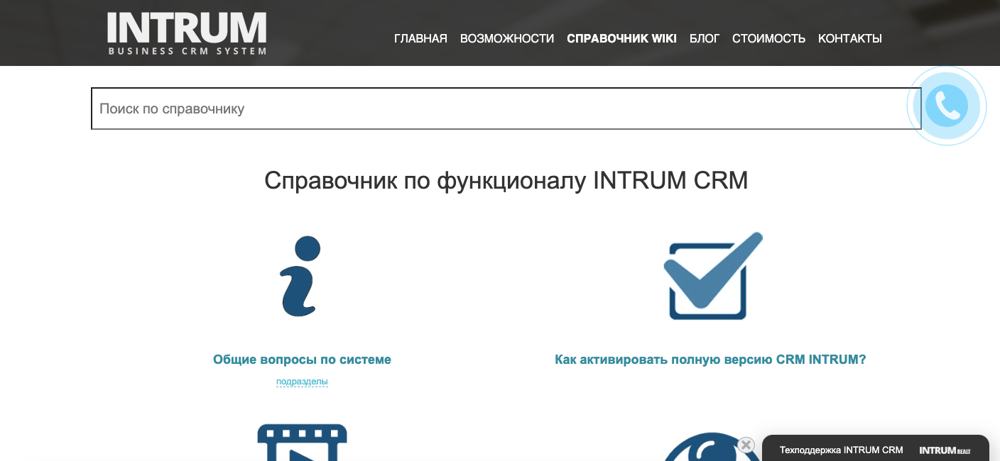 INTRUM
BUSINESS CRM SYSTEM
ГЛАВНАЯ ВОЗМОЖНОСТИ СПРАВОЧНИК WIKI БЛОГ СТОИМОСТЬ КОНТАКТЫ
Поиск по справочнику
Справочник по функционалу INTRUM CRM
Общие вопросы по системе
подразделы
Как активировать полную версию CRM INTRUM?
Техподдержка INTRUM CRM INTRUM REALT